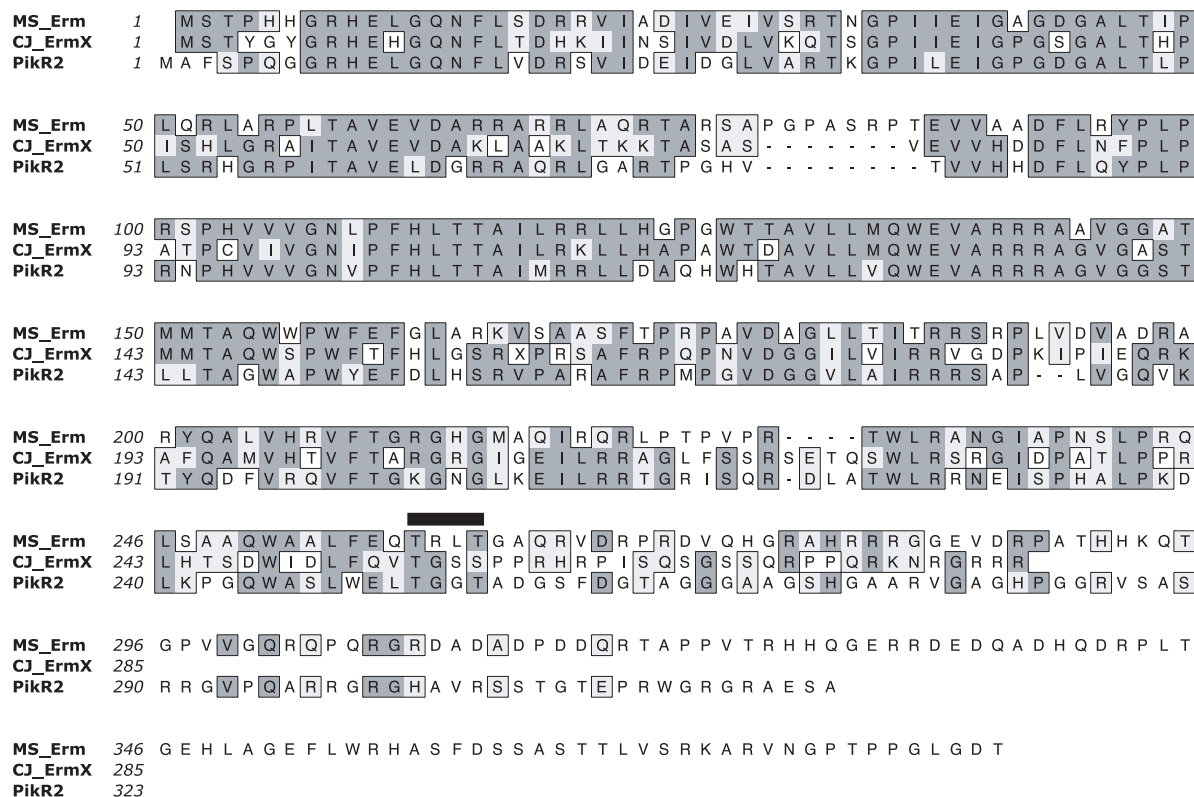 MS_Erm 1 M S T P H H G R H E L G Q N F L S D R R V I A D I V E I V S R T N G P I I E I G A G D G A L T I P
CJ_ErmX 1 M S T Y G Y G R H E H G Q N F L T D H K I I N S I V D L V K Q T S G P I I E I G P G S G A L T H P
PikR2 1 M A F S P Q G G R H E L G Q N F L V D R S V I D E I D G L V A R T K G P I L E I G P G D G A L T L P
MS_Erm 50 L Q R L A R P L T A V E V D A R R A R R L A Q R T A R S A P G P A S R P T E V V A A D F L R Y P L P
CJ_ErmX 50 I S H L G R A I T A V E V D A K L A A K L T K K T A S A S - - - - - - - V E V V H D D F L N F P L P
PikR2 51 L S R H G R P I T A V E L D G R R A Q R L G A R T P G H V - - - - - - - T V V H H D F L Q Y P L P
MS_Erm 100 R S P H V V V G N L P F H L T T A I L R R L L H G P G W T T A V L L M Q W E V A R R R A A V G G A T
CJ_ErmX 93 A T P C V I V G N I P F H L T T A I L R K L L H A P A W T D A V L L M Q W E V A R R R A G V G A S T
PikR2 93 R N P H V V V G N V P F H L T T A I M R R L L D A Q H W H T A V L L V Q W E V A R R R A G V G G S T
MS_Erm 150 M M T A Q W W P W F E F G L A R K V S A A S F T P R P A V D A G L L T I T R R S R P L V D V A D R A
CJ_ErmX 143 M M T A Q W S P W F T F H L G S R X P R S A F R P Q P N V D G G I L V I R R V G D P K I P I E Q R K
PikR2 143 L L T A G W A P W Y E F D L H S R V P A R A F R P M P G V D G G V L A I R R R S A P - - L V G Q V K
MS_Erm 200 R Y Q A L V H R V F T G R G H G M A Q I R Q R L P T P V P R - - - - T W L R A N G I A P N S L P R Q
CJ_ErmX 193 A F Q A M V H T V F T A R G R G I G E I L R R A G L F S S R S E T Q S W L R S R G I D P A T L P P R
PikR2 191 T Y Q D F V R Q V F T G K G N G L K E I L R R T G R I S Q R - D L A T W L R R N E I S P H A L P K D
MS_Erm 246 L S A A Q W A A L F E Q T R L T G A Q R V D R P R D V Q H G R A H R R R G G E V D R P A T H H K Q T
CJ_ErmX 243 L H T S D W I D L F Q V T G S S P P R H R P I S Q S G S S Q R P P Q R K N R G R R R
PikR2 240 L K P G Q W A S L W E L T G G T A D G S F D G T A G G G A A G S H G A A R V G A G H P G G R V S A S
MS_Erm 296 G P V V G Q R Q P Q R G R D A D A D P D D Q R T A P P V T R H H Q G E R R D E D Q A D H Q D R P L T
CJ_ErmX 285
PikR2 290 R R G V P Q A R R G R G H A V R S S T G T E P R W G R G R A E S A
MS_Erm 346 G E H L A G E F L W R H A S F D S S A S T T L V S R K A R V N G P T P P G L G D T
CJ_ErmX 285
PikR2 323